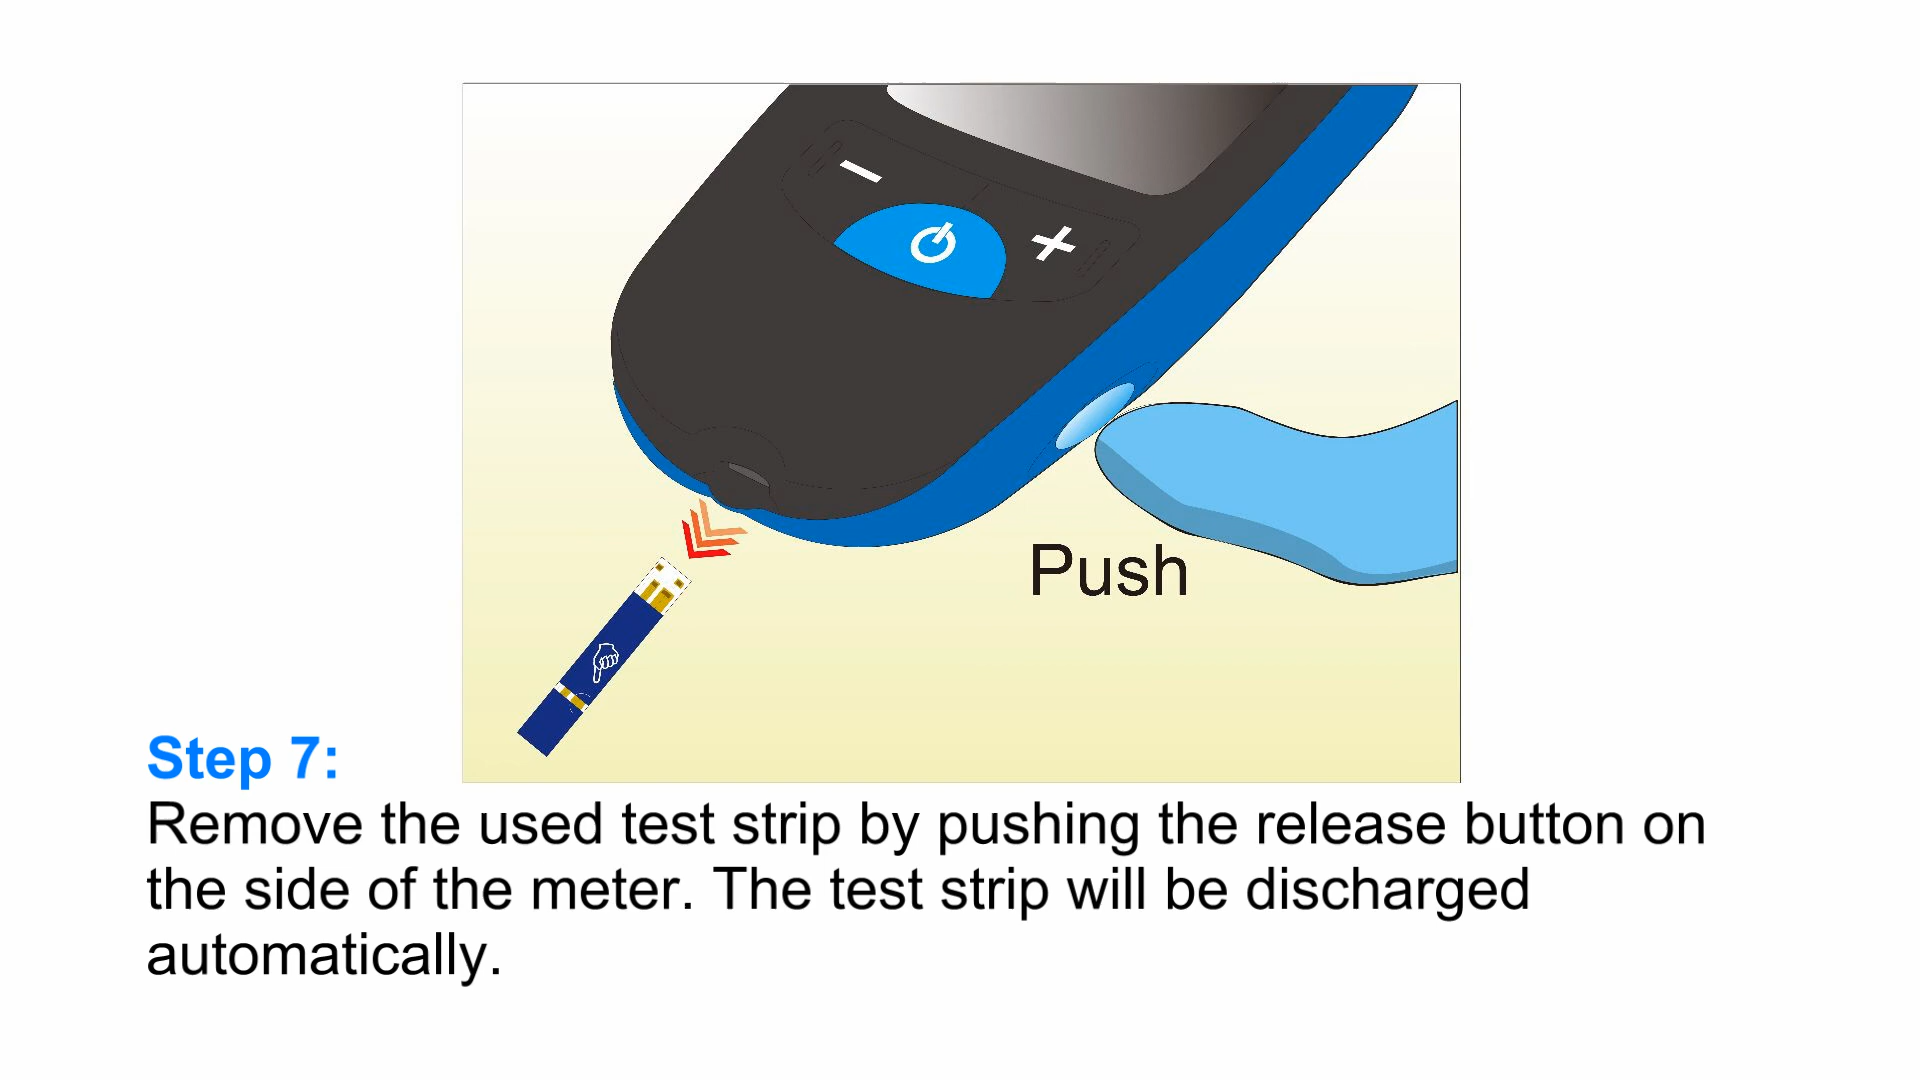 Push
Step 7:
Remove the used test strip by pushing the release button on
the side of the meter. The test strip will be discharged
automatically.